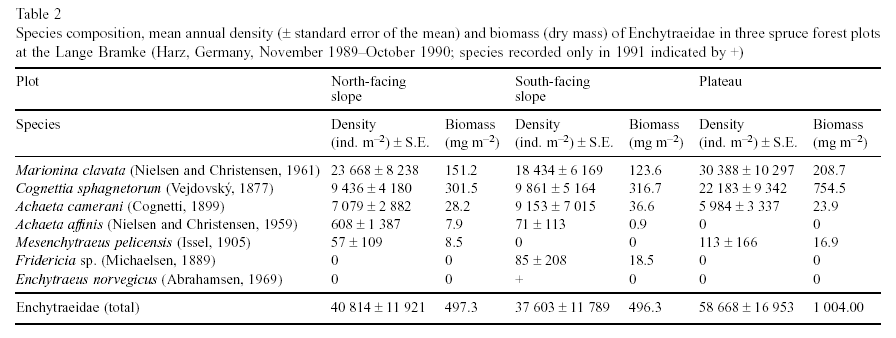 Table 2
Species composition, mean annual density (± standard error of the mean) and biomass (dry mass) of Enchytraeidae in three spruce forest plots
at the Lange Bramke (Harz, Germany, November 1989–October 1990; species recorded only in 1991 indicated by +)
Plot North-facing slope South-facing slope Plateau
Species Density (ind. m⁻²) ± S.E. Biomass (mg m⁻²) Density (ind. m⁻²) ± S.E. Biomass (mg m⁻²) Density (ind. m⁻²) ± S.E. Biomass (mg m⁻²)
Marionina clavata (Nielsen and Christensen, 1961) 23 668 ± 8 238 151.2 18 434 ± 6 169 123.6 30 388 ± 10 297 208.7
Cognettia sphagnetorum (Vejdovský, 1877) 9 436 ± 4 180 301.5 9 861 ± 5 164 316.7 22 183 ± 9 342 754.5
Achaeta camerani (Cognetti, 1899) 7 079 ± 2 882 28.2 9 153 ± 7 015 36.6 5 984 ± 3 337 23.9
Achaeta affinis (Nielsen and Christensen, 1959) 608 ± 1 387 7.9 71 ± 113 0.9 0 0
Mesenchytraeus pelicensis (Issel, 1905) 57 ± 109 8.5 0 0 113 ± 166 16.9
Fridericia sp. (Michaelsen, 1889) 0 0 85 ± 208 18.5 0 0
Enchytraeus norvegicus (Abrahamsen, 1969) 0 0 + 0 0 0
Enchytraeidae (total) 40 814 ± 11 921 497.3 37 603 ± 11 789 496.3 58 668 ± 16 953 1 004.00